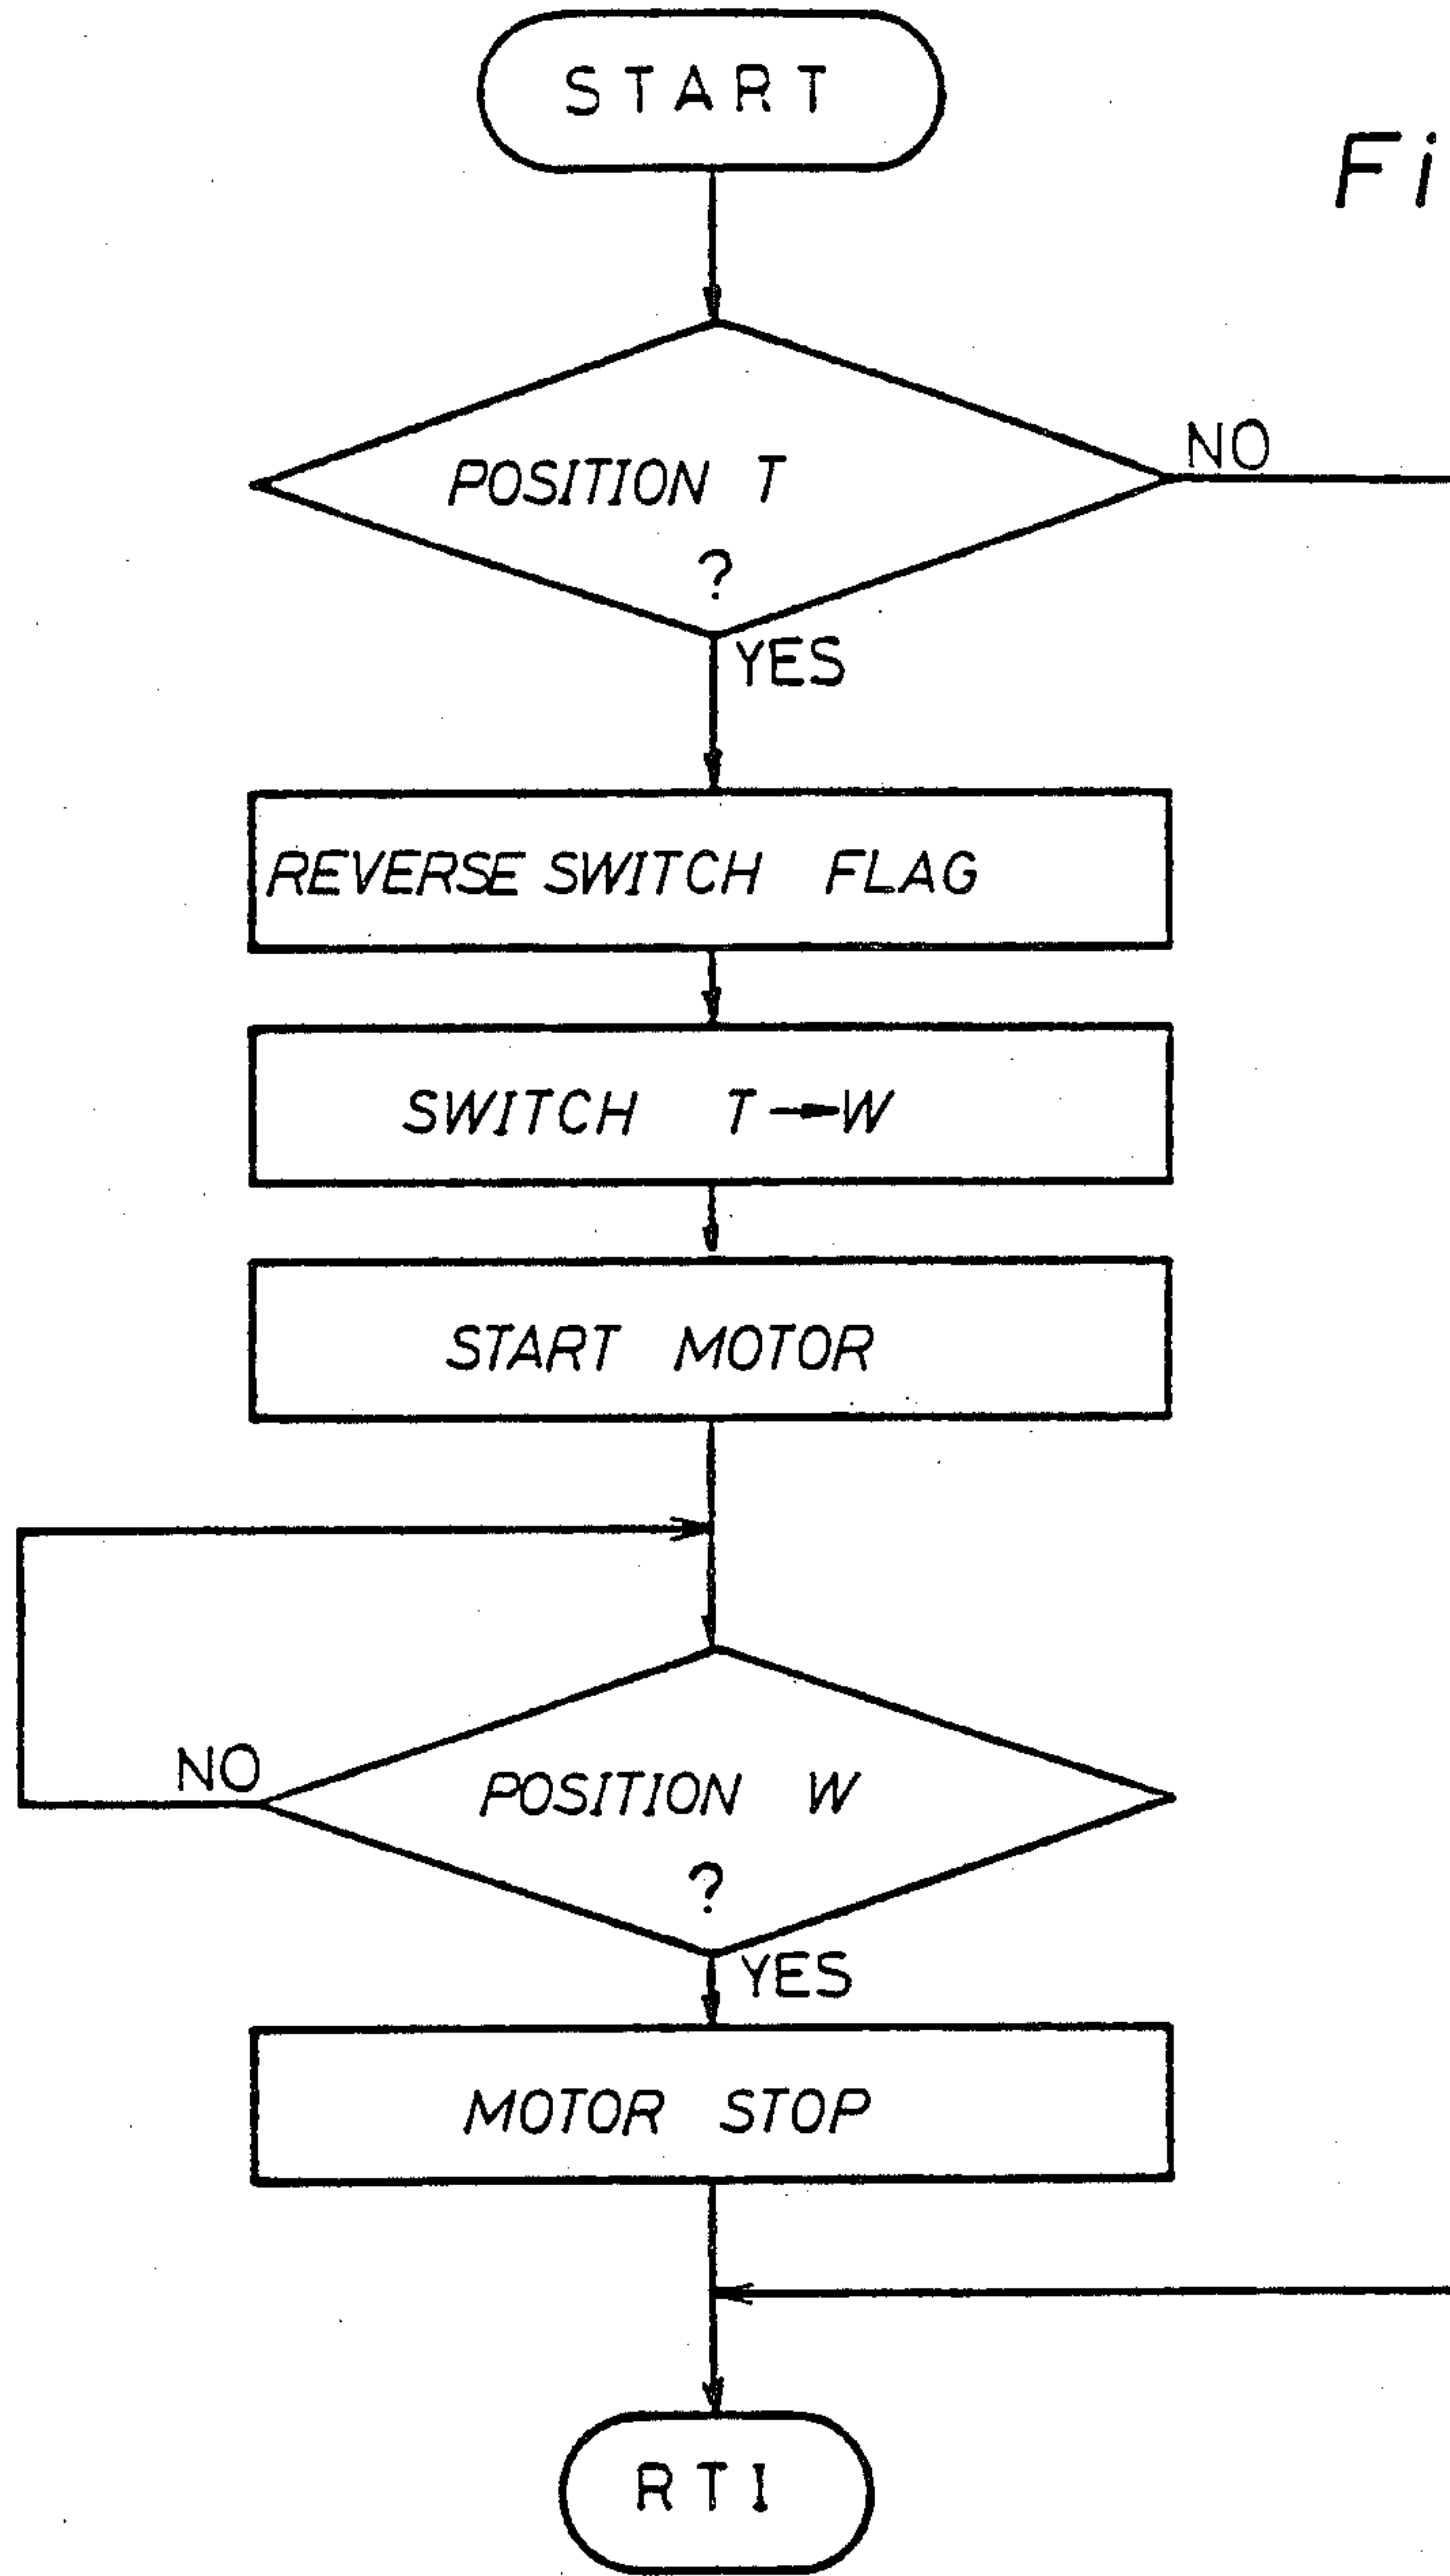 START
Fi
POSITION T
?
NO
YES
REVERSE SWITCH FLAG
SWITCH T→W
START MOTOR
NO
POSITION W
?
YES
MOTOR STOP
RTI